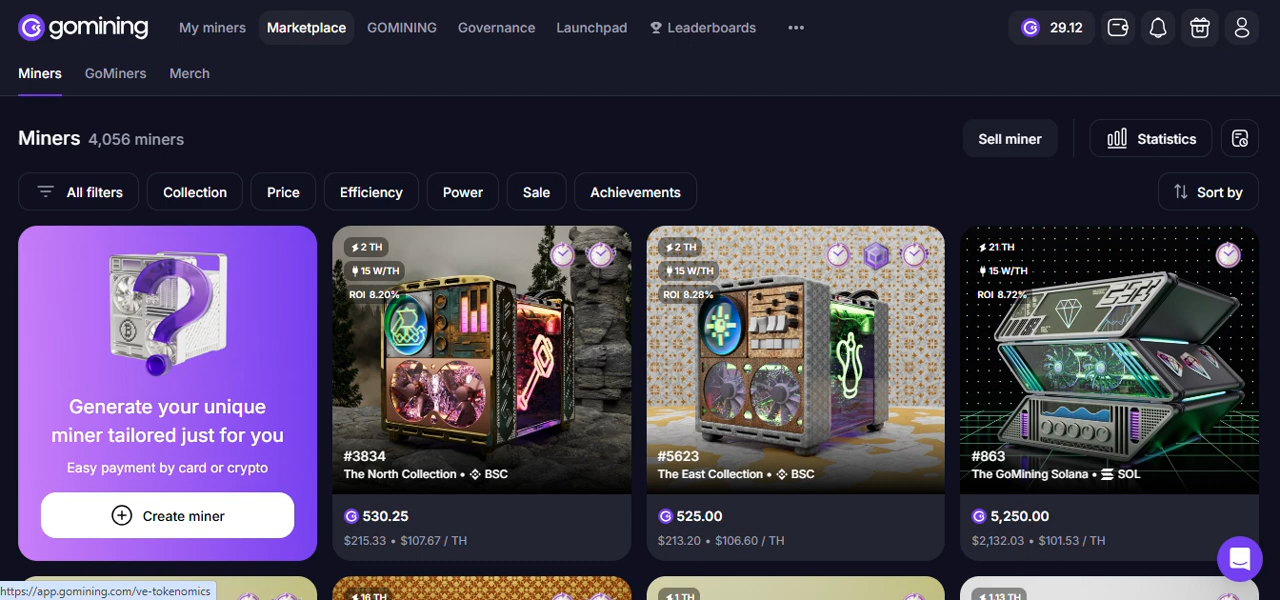 gomining
My miners
Marketplace
GOMINING
Governance
Launchpad
Leaderboards
29.12
Miners
GoMiners
Merch
Miners 4,056 miners
Sell miner
Statistics
All filters
Collection
Price
Efficiency
Power
Sale
Achievements
Sort by
Generate your unique
miner tailored just for you
Easy payment by card or crypto
Create miner
2 TH
15 W/TH
ROI 8.20%
#3834
The North Collection • BSC
530.25
$215.33 • $107.67 / TH
2 TH
15 W/TH
ROI 8.28%
#5623
The East Collection • BSC
525.00
$213.20 • $106.60 / TH
21 TH
15 W/TH
ROI 8.72%
#863
The GoMining Solana • SOL
5,250.00
$2,132.03 • $101.53 / TH
16 TH
1 TH
1.13 TH
https://app.gomining.com/ve-tokenomics